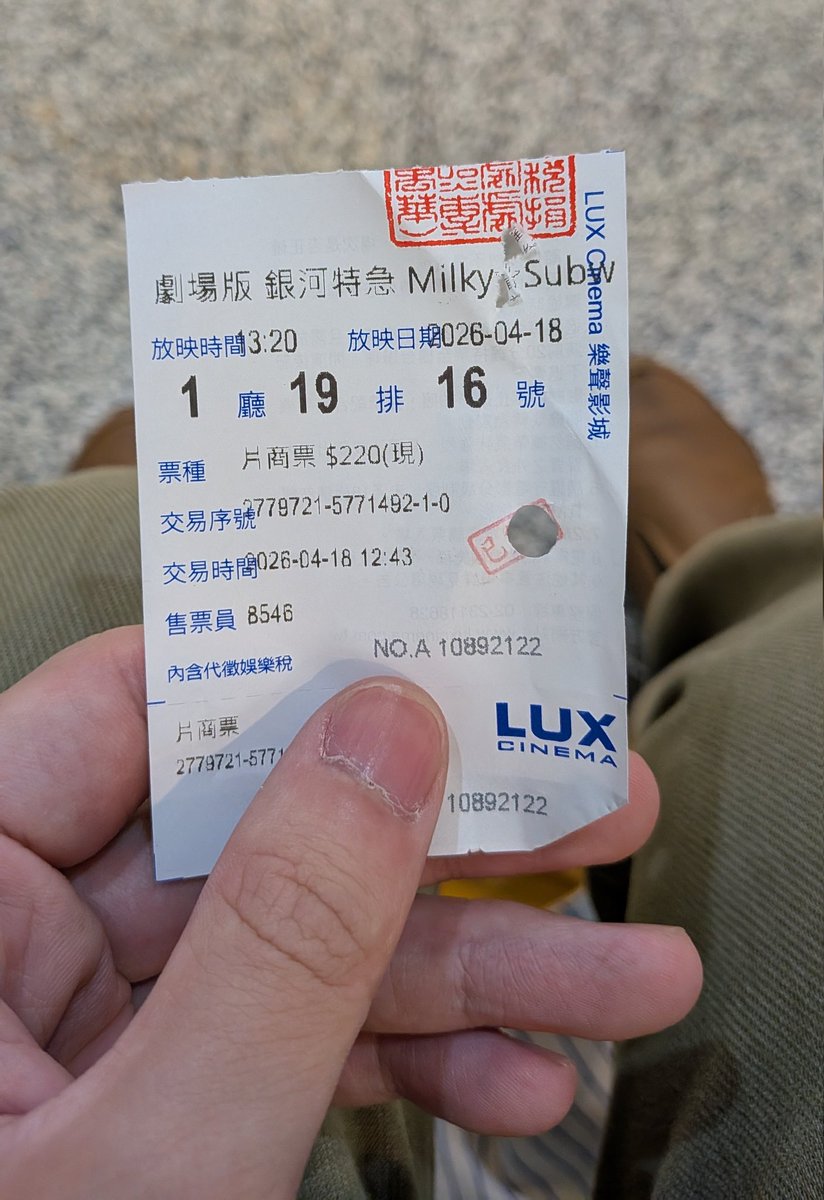 劇場版 銀河特急 Milky Subw
放映時間 13:20 放映日期 2026-04-18
1 廳 19 排 16 號
票種 片商票 $220(現)
交易序號 2779721-5771492-1-0
交易時間 2026-04-18 12:43
售票員 8546
內含代徵娛樂稅 NO.A 10892122
片商票
2779721-5771
10892122
LUX
CINEMA
LUX Cinema 樂聲影城